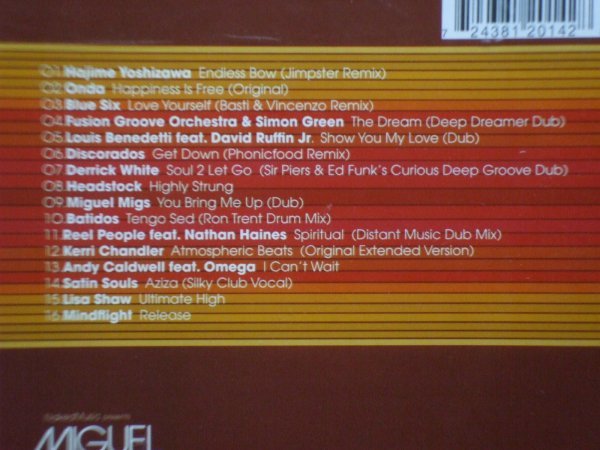 7 24381 20142
01. Hajime Yoshizawa Endless Bow (Jimpster Remix)
02. Onda Happiness Is Free (Original)
03. Blue Six Love Yourself (Basti & Vincenzo Remix)
04. Fusion Groove Orchestra & Simon Green The Dream (Deep Dreamer Dub)
05. Louis Benedetti feat. David Ruffin Jr. Show You My Love (Dub)
06. Discorados Get Down (Phonicfood Remix)
07. Derrick White Soul 2 Let Go (Sir Piers & Ed Funk's Curious Deep Groove Dub)
08. Headstock Highly Strung
09. Miguel Migs You Bring Me Up (Dub)
10. Batidos Tengo Sed (Ron Trent Drum Mix)
11. Reel People feat. Nathan Haines Spiritual (Distant Music Dub Mix)
12. Kerri Chandler Atmospheric Beats (Original Extended Version)
13. Andy Caldwell feat. Omega I Can't Wait
14. Satin Souls Aziza (Silky Club Vocal)
15. Lisa Shaw Ultimate High
16. Mindflight Release
NakedMusic presents
MIGUEL